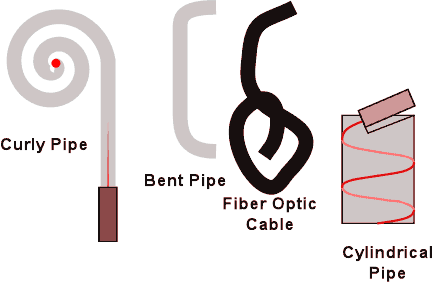 Curly Pipe
Bent Pipe
Fiber Optic
Cable
Cylindrical
Pipe